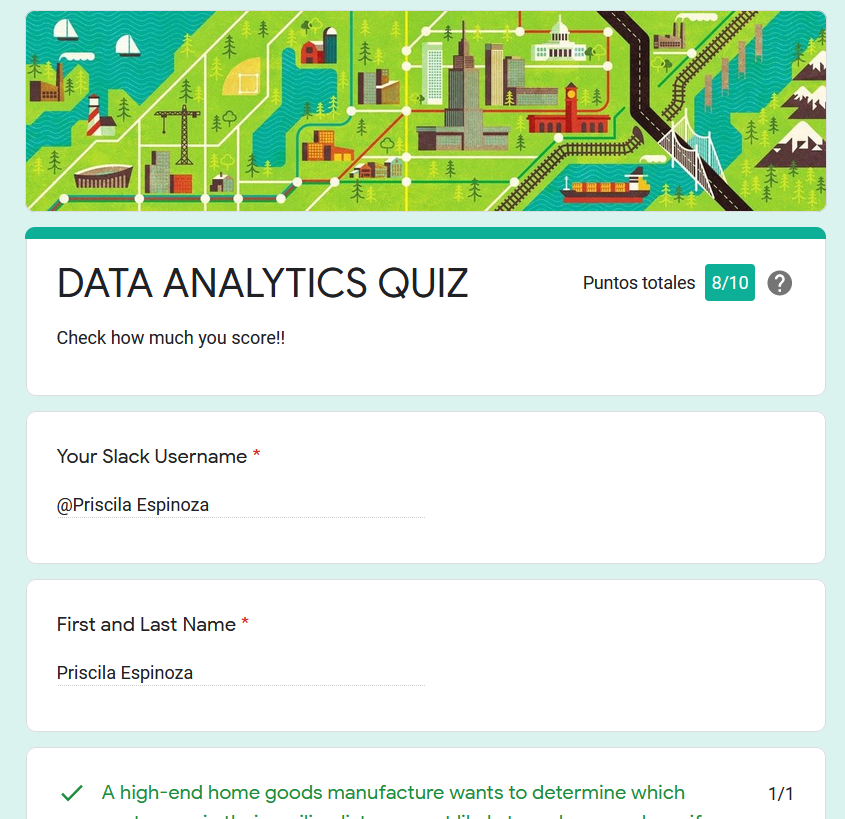 DATA ANALYTICS QUIZ
Puntos totales 8/10
Check how much you score!!
Your Slack Username *
@Priscila Espinoza
First and Last Name *
Priscila Espinoza
A high-end home goods manufacture wants to determine which 1/1